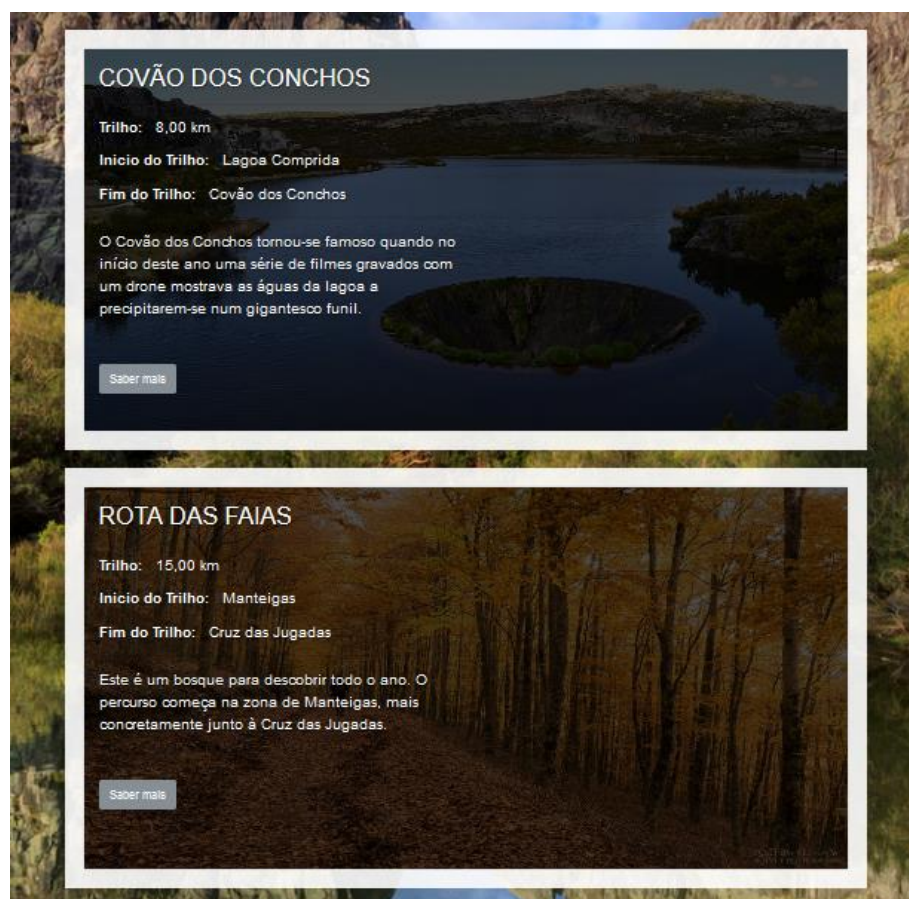 COVÃO DOS CONCHOS
Trilho: 8,00 km
Inicio do Trilho: Lagoa Comprida
Fim do Trilho: Covão dos Conchos
O Covão dos Conchos tornou-se famoso quando no
início deste ano uma série de filmes gravados com
um drone mostrava as águas da lagoa a
precipitarem-se num gigantesco funil.
Saber mais
ROTA DAS FAIAS
Trilho: 15,00 km
Inicio do Trilho: Manteigas
Fim do Trilho: Cruz das Jugadas
Este é um bosque para descobrir todo o ano. O
percurso começa na zona de Manteigas, mais
concretamente junto à Cruz das Jugadas.
Saber mais